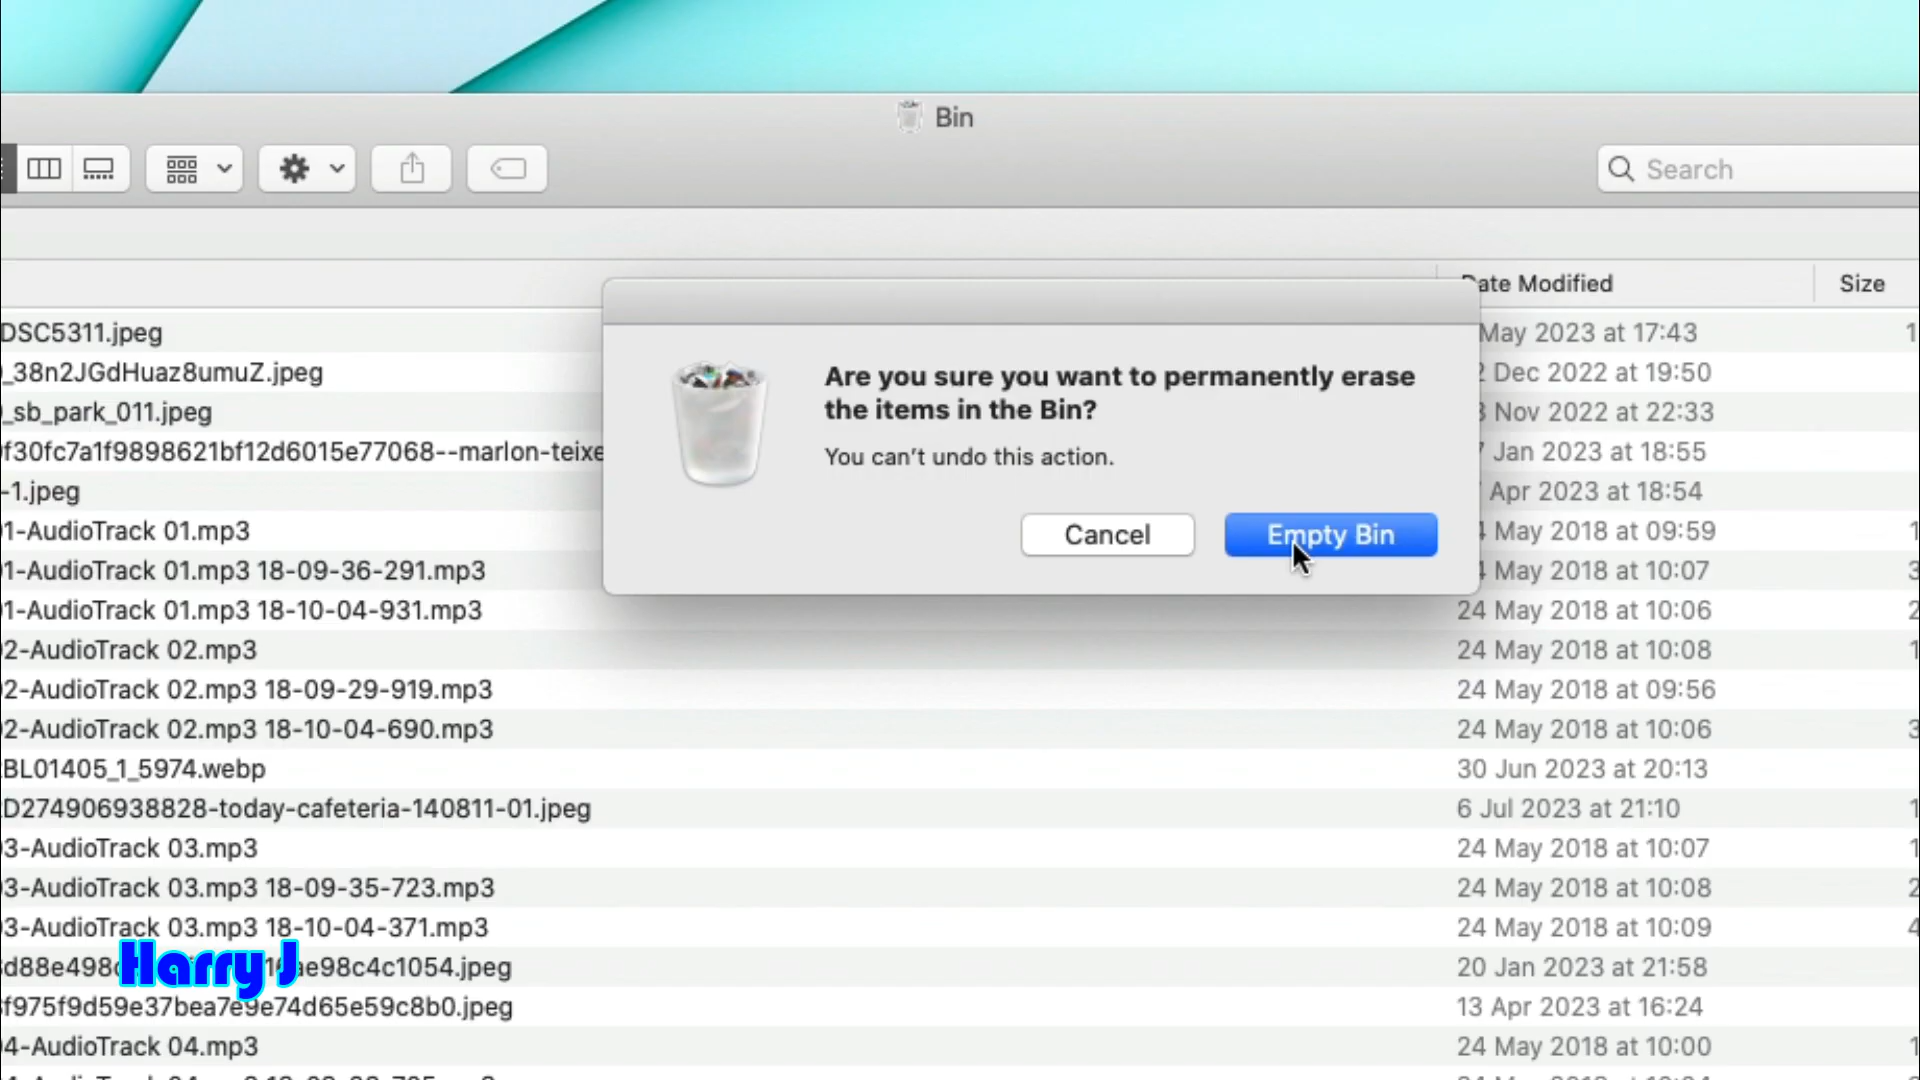 Bin
Search
Date Modified
Size
DSC5311.jpeg
May 2023 at 17:43
_38n2JGdHuaz8umuZ.jpeg
2 Dec 2022 at 19:50
_sb_park_011.jpeg
Nov 2022 at 22:33
f30fc7a1f9898621bf12d6015e77068--marlon-teixe
Jan 2023 at 18:55
-1.jpeg
Apr 2023 at 18:54
Are you sure you want to permanently erase
the items in the Bin?
You can't undo this action.
Cancel
Empty Bin
1-AudioTrack 01.mp3
May 2018 at 09:59
1-AudioTrack 01.mp3 18-09-36-291.mp3
May 2018 at 10:07
1-AudioTrack 01.mp3 18-10-04-931.mp3
24 May 2018 at 10:06
2-AudioTrack 02.mp3
24 May 2018 at 10:08
2-AudioTrack 02.mp3 18-09-29-919.mp3
24 May 2018 at 09:56
2-AudioTrack 02.mp3 18-10-04-690.mp3
24 May 2018 at 10:06
BL01405_1_5974.webp
30 Jun 2023 at 20:13
D274906938828-today-cafeteria-140811-01.jpeg
6 Jul 2023 at 21:10
3-AudioTrack 03.mp3
24 May 2018 at 10:07
3-AudioTrack 03.mp3 18-09-35-723.mp3
24 May 2018 at 10:08
3-AudioTrack 03.mp3 18-10-04-371.mp3
24 May 2018 at 10:09
Harry J
d88e498
ae98c4c1054.jpeg
20 Jan 2023 at 21:58
f975f9d59e37bea7e9e74d65e59c8b0.jpeg
13 Apr 2023 at 16:24
4-AudioTrack 04.mp3
24 May 2018 at 10:00